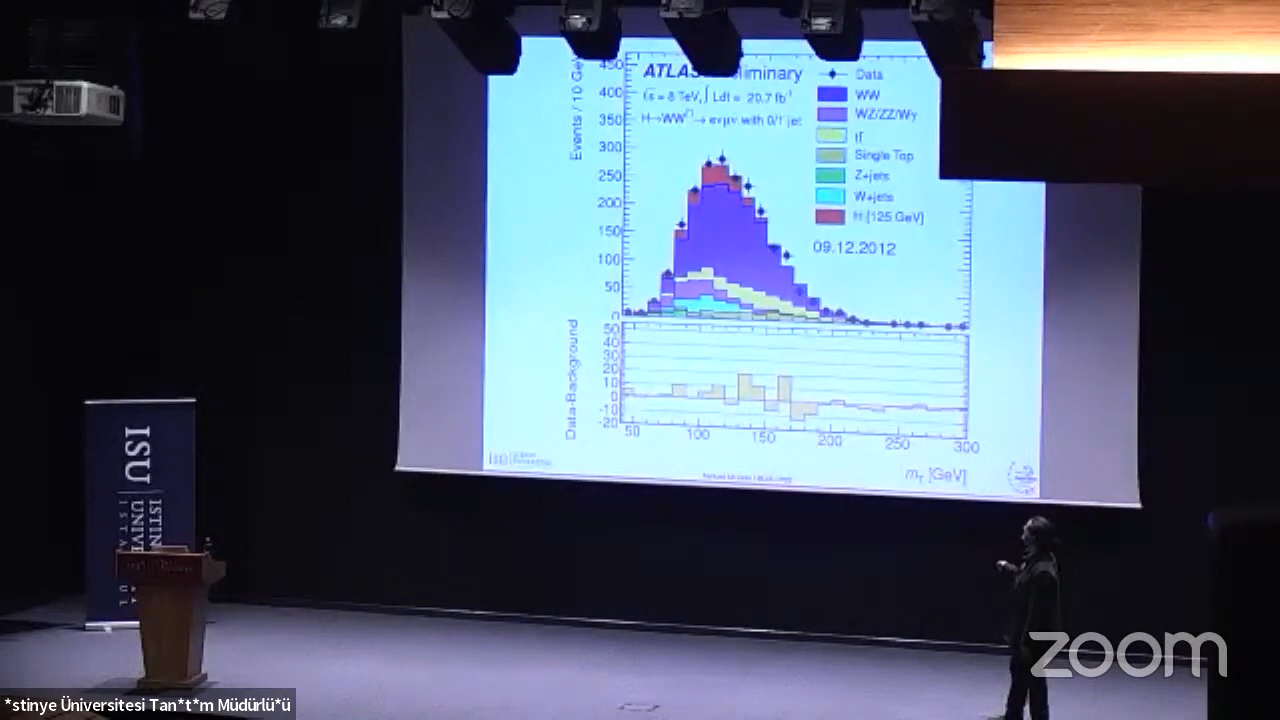 ATLAS
Events / 10 GeV
450
400
350
300
250
200
150
100
50
0
√s = 8 TeV, ∫ Ldt = 20.7 fb⁻¹
H→WW⁽*⁾→ eνμν with 0/1 jet
Data
WW
WZ/ZZ/Wγ
Single Top
Z+jets
W+jets
H [125 GeV]
09.12.2012
Data-Background
50
40
30
20
10
0
-10
-20
50
100
150
200
250
300
mT [GeV]
ISU
ISTIN
UNIVE
zoom
*stinye Üniversitesi Tan*t*m Müdürlü*ü